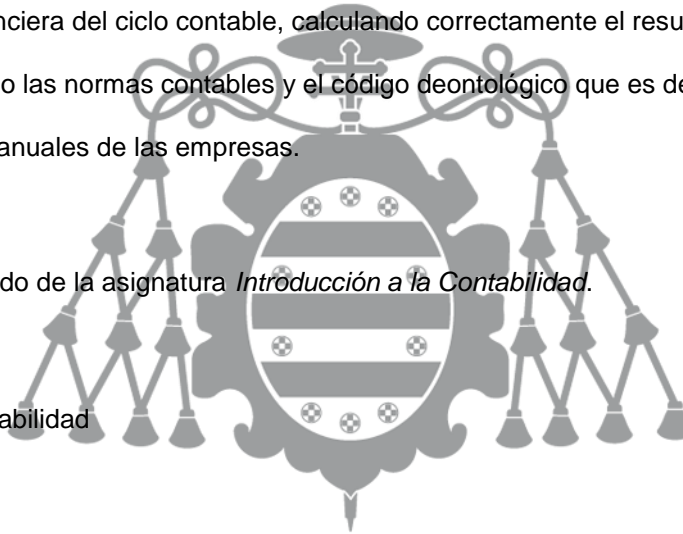 nciera del ciclo contable, calculando correctamente el resu
o las normas contables y el código deontológico que es de
anuales de las empresas.
do de la asignatura Introducción a la Contabilidad.
abilidad